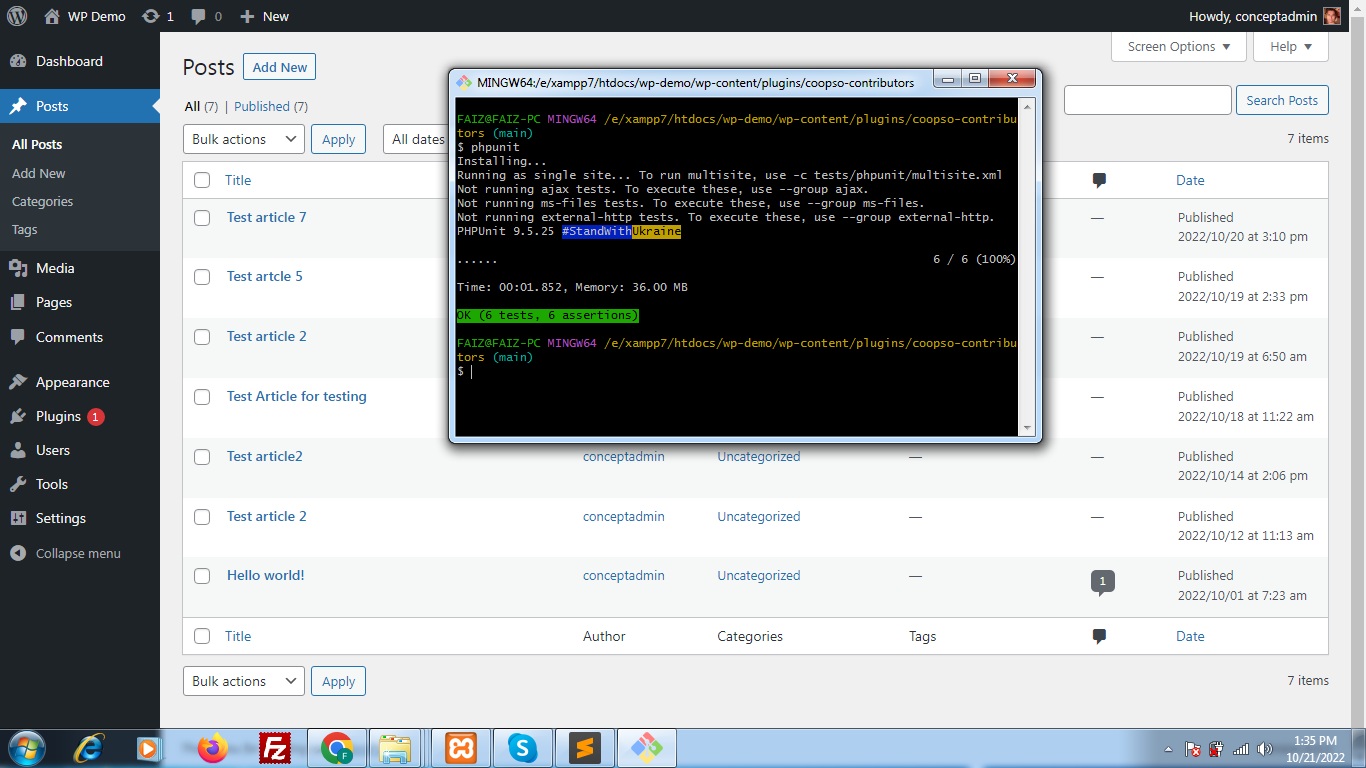 WP Demo
1
0
New
Howdy, conceptadmin
Dashboard
Posts
All Posts
Add New
Categories
Tags
Media
Pages
Comments
Appearance
Plugins 1
Users
Tools
Settings
Collapse menu
Screen Options
Help
Posts
Add New
All (7) | Published (7)
Search Posts
Bulk actions
Apply
All dates
7 items
Title
Date
Test article 7
—
Published
2022/10/20 at 3:10 pm
Test artcle 5
—
Published
2022/10/19 at 2:33 pm
Test article 2
—
Published
2022/10/19 at 6:50 am
Test Article for testing
—
Published
2022/10/18 at 11:22 am
Test article2
conceptadmin
Uncategorized
—
—
Published
2022/10/14 at 2:06 pm
Test article 2
conceptadmin
Uncategorized
—
—
Published
2022/10/12 at 11:13 am
Hello world!
conceptadmin
Uncategorized
—
1
Published
2022/10/01 at 7:23 am
Title
Author
Categories
Tags
Date
Bulk actions
Apply
7 items
MINGW64:/e/xampp7/htdocs/wp-demo/wp-content/plugins/coopso-contributors
FAIZ@FAIZ-PC MINGW64 /e/xampp7/htdocs/wp-demo/wp-content/plugins/coopso-contribu
tors (main)
$ phpunit
Installing...
Running as single site... To run multisite, use -c tests/phpunit/multisite.xml
Not running ajax tests. To execute these, use --group ajax.
Not running ms-files tests. To execute these, use --group ms-files.
Not running external-http tests. To execute these, use --group external-http.
PHPUnit 9.5.25 #StandWithUkraine
...... 6 / 6 (100%)
Time: 00:01.852, Memory: 36.00 MB
OK (6 tests, 6 assertions)
FAIZ@FAIZ-PC MINGW64 /e/xampp7/htdocs/wp-demo/wp-content/plugins/coopso-contribu
tors (main)
$
1:35 PM
10/21/2022